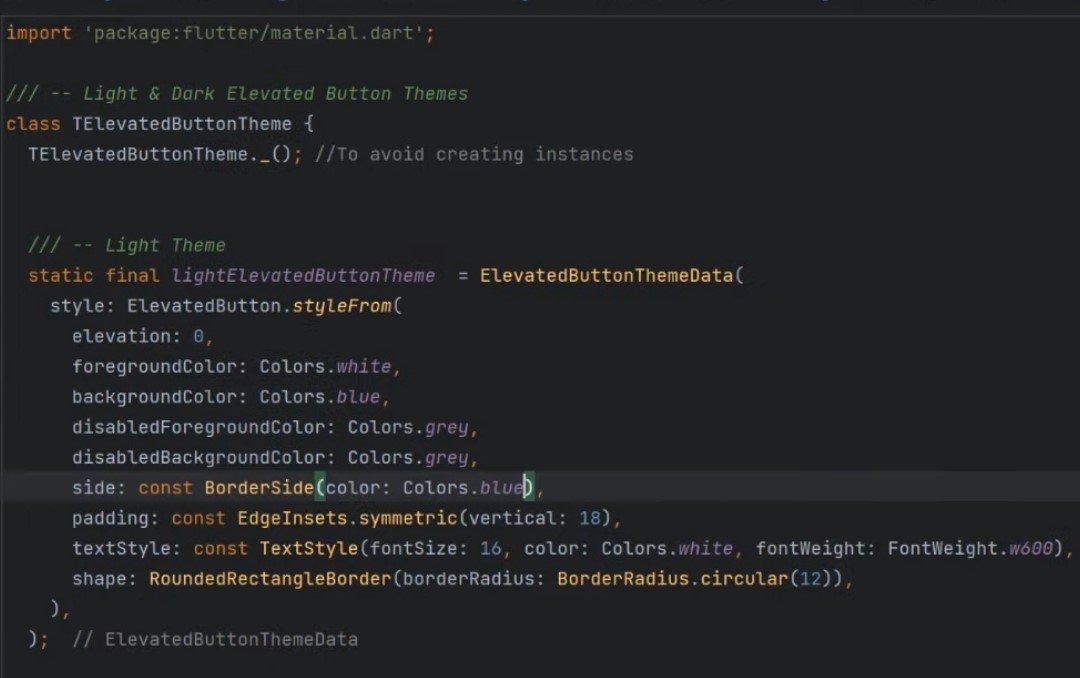 import 'package:flutter/material.dart';
/// -- Light & Dark Elevated Button Themes
class TElevatedButtonTheme {
TElevatedButtonTheme._(); //To avoid creating instances
/// -- Light Theme
static final lightElevatedButtonTheme  = ElevatedButtonThemeData(
style: ElevatedButton.styleFrom(
elevation: 0,
foregroundColor: Colors.white,
backgroundColor: Colors.blue,
disabledForegroundColor: Colors.grey,
disabledBackgroundColor: Colors.grey,
side: const BorderSide(color: Colors.blue),
padding: const EdgeInsets.symmetric(vertical: 18),
textStyle: const TextStyle(fontSize: 16, color: Colors.white, fontWeight: FontWeight.w600),
shape: RoundedRectangleBorder(borderRadius: BorderRadius.circular(12)),
),
);  // ElevatedButtonThemeData